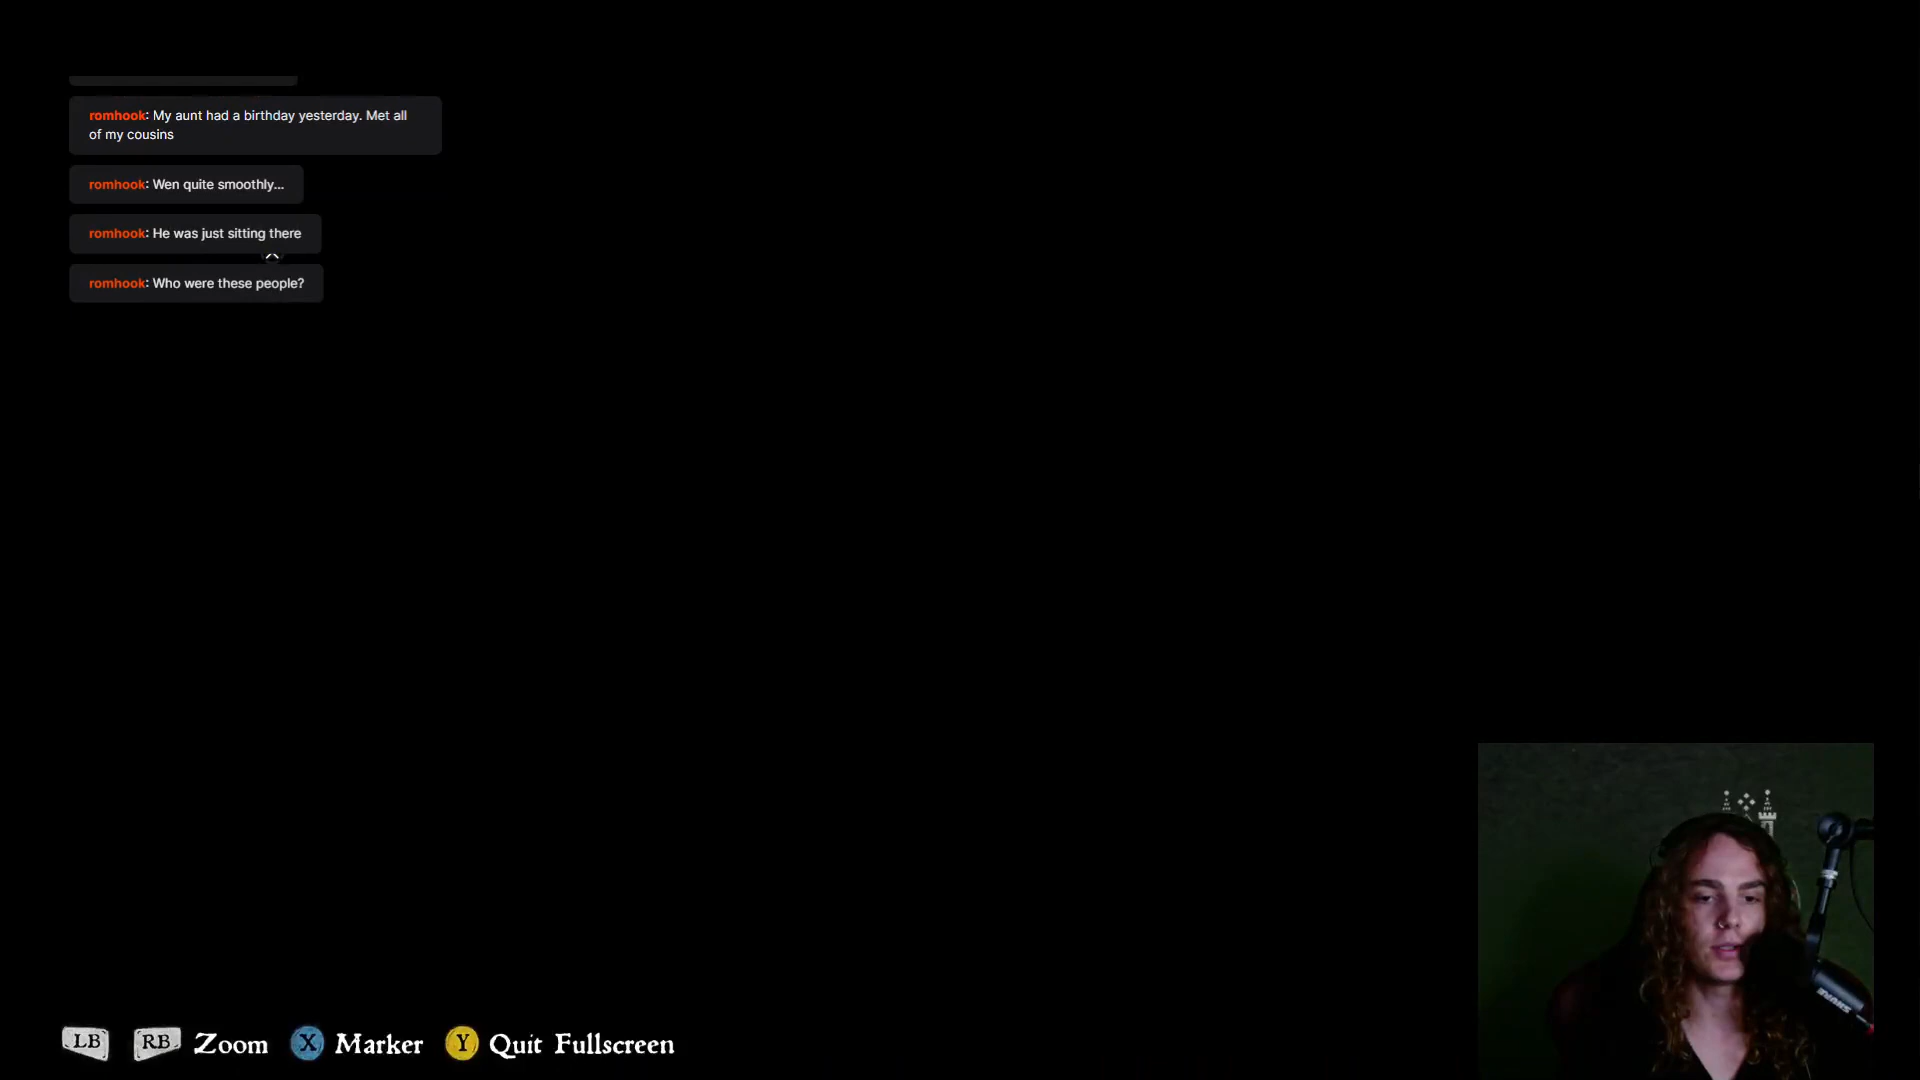 romhook: My aunt had a birthday yesterday. Met all
of my cousins
romhook: Wen quite smoothly...
romhook: He was just sitting there
romhook: Who were these people?
LB RB Zoom X Marker Y Quit Fullscreen
SHURE